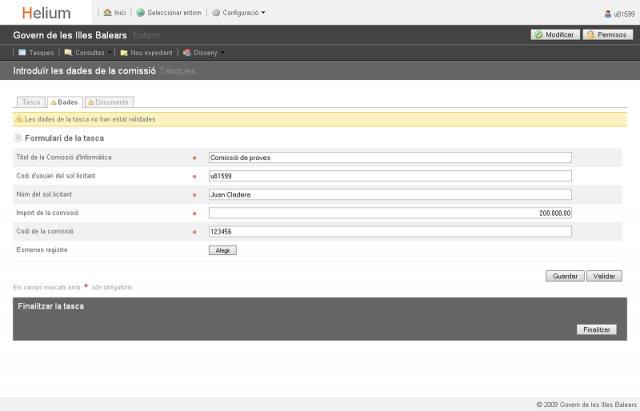 Helium Inici Seleccionar entorn Configuració u81599
Govern de les Illes Balears Entorn Modificar Permisos
Tasques Consultes Nou expedient Disseny
Introduïr les dades de la comissió Tasques
Tasca Dades Documents
Les dades de la tasca no han estat validades
Formulari de la tasca
Títol de la Comissió d'Informàtica Comissió de proves
Codi d'usuari del sol.licitant u81599
Nom del sol.licitant Juan Cladera
Import de la comissió 200.000,00
Codi de la comissió 123456
Esmenes registre Afegir
Guardar Validar
Els camps marcats amb són obligatoris
Finalitzar la tasca
Finalitzar
© 2009 Govern de les Illes Balears